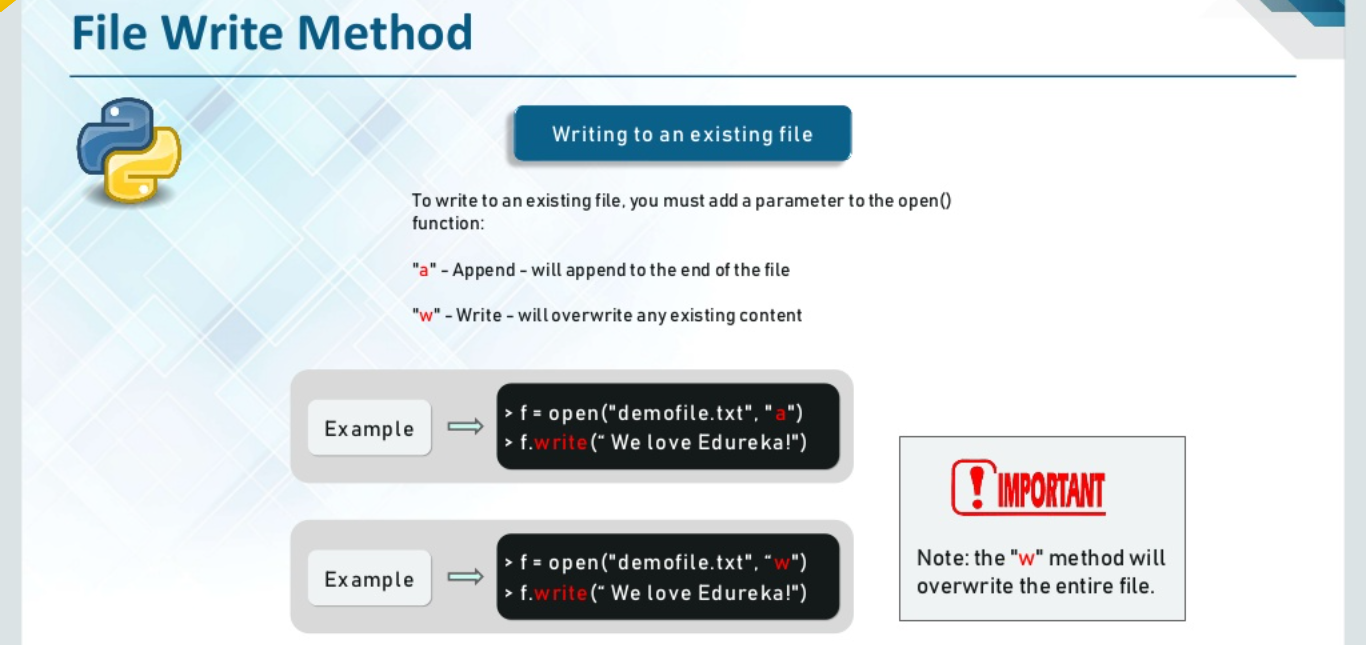 File Write Method
Writing to an existing file
To write to an existing file, you must add a parameter to the open()
function:
"a" - Append - will append to the end of the file
"w" - Write - will overwrite any existing content
Example
> f = open("demofile.txt", "a")
> f.write(“ We love Edureka!")
Example
> f = open("demofile.txt", “w")
> f.write(“ We love Edureka!")
! IMPORTANT
Note: the "w" method will
overwrite the entire file.